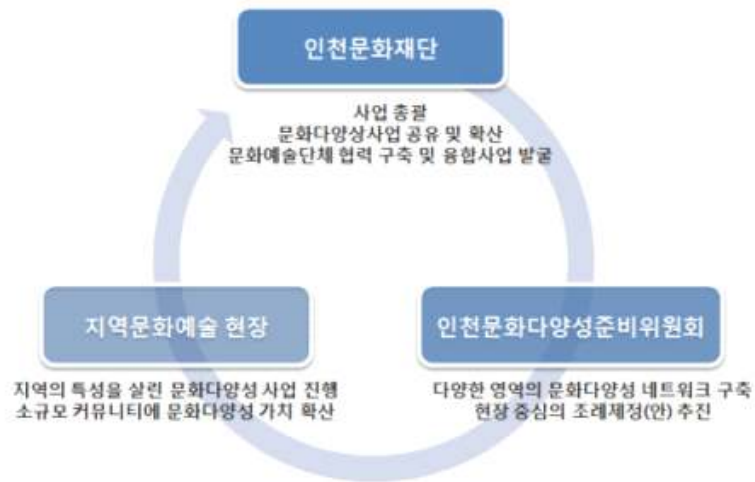 인천문화재단
사업 총괄
문화다양상사업 공유 및 확산
문화예술단체 협력 구축 및 융합사업 발굴
지역문화예술 현장
지역의 특성을 살린 문화다양성 사업 진행
소규모 커뮤니티에 문화다양성 가치 확산
인천문화다양성준비위원회
다양한 영역의 문화다양성 네트워크 구축
현장 중심의 조례제정(안) 추진